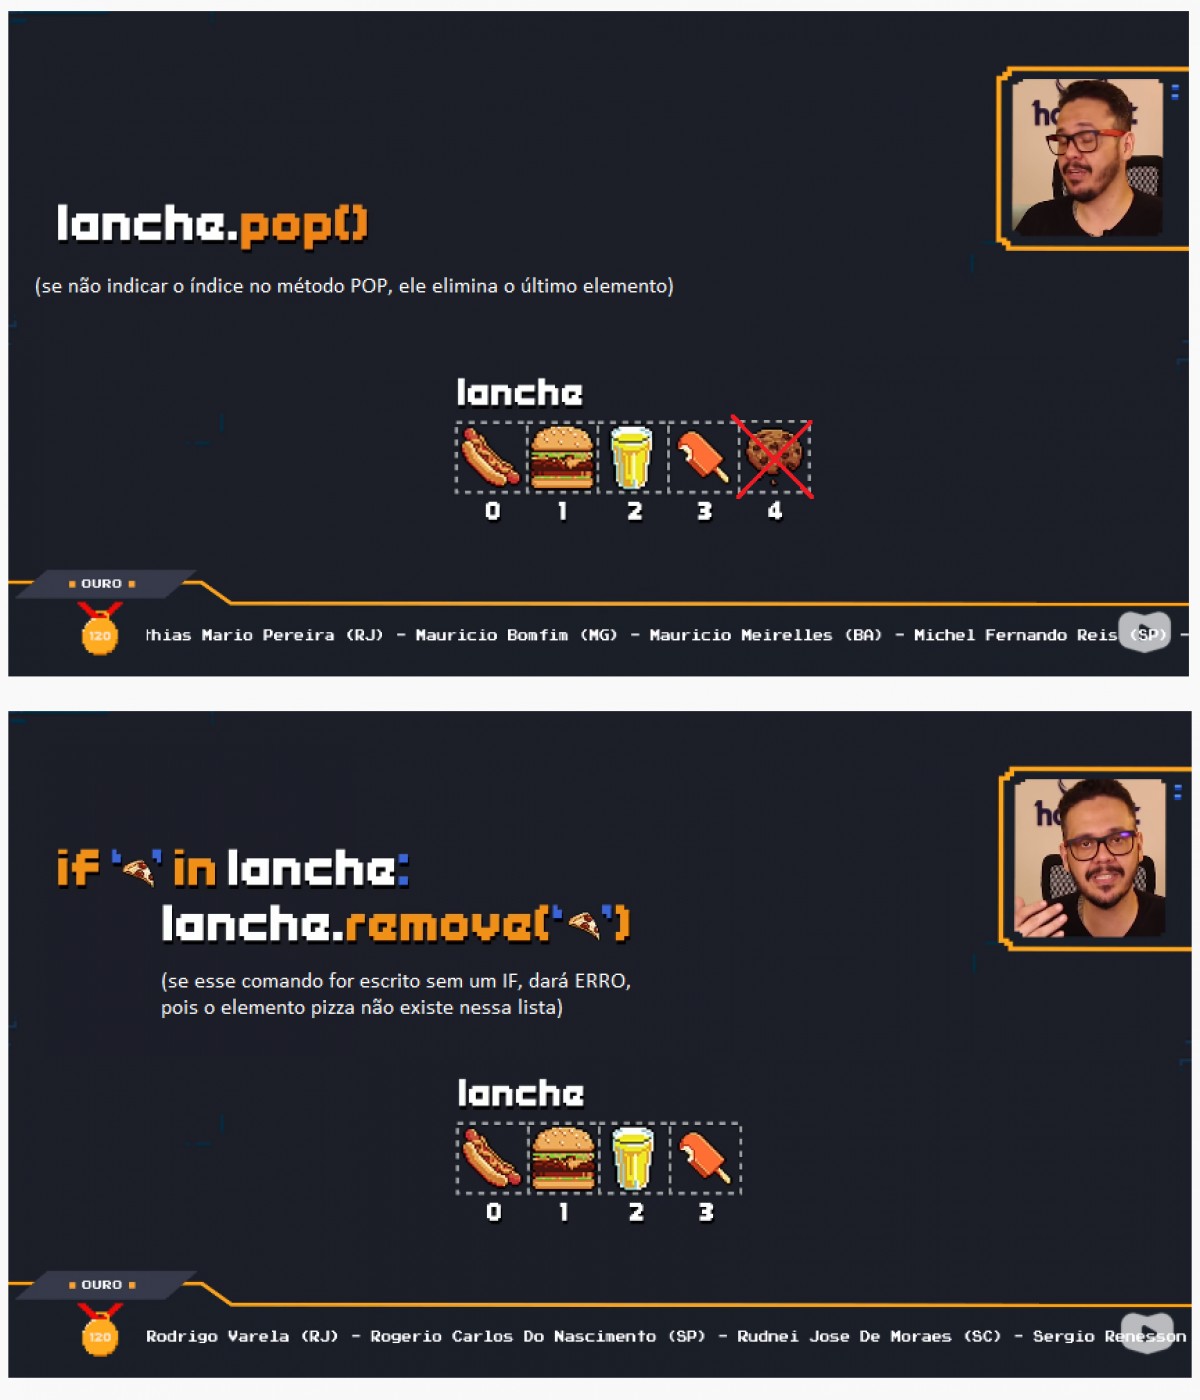 lanche.pop()
(se não indicar o índice no método POP, ele elimina o último elemento)
lanche
0 1 2 3 4
OURO
120
Mario Pereira (RJ) - Mauricio Bomfim (MG) - Mauricio Meirelles (BA) - Michel Fernando Reis (SP) -
if ' ' in lanche:
lanche.remove(' ')
(se esse comando for escrito sem um IF, dará ERRO,
pois o elemento pizza não existe nessa lista)
lanche
0 1 2 3
OURO
120
Rodrigo Varela (RJ) - Rogerio Carlos Do Nascimento (SP) - Rudnei Jose De Moraes (SC) - Sergio Renesson